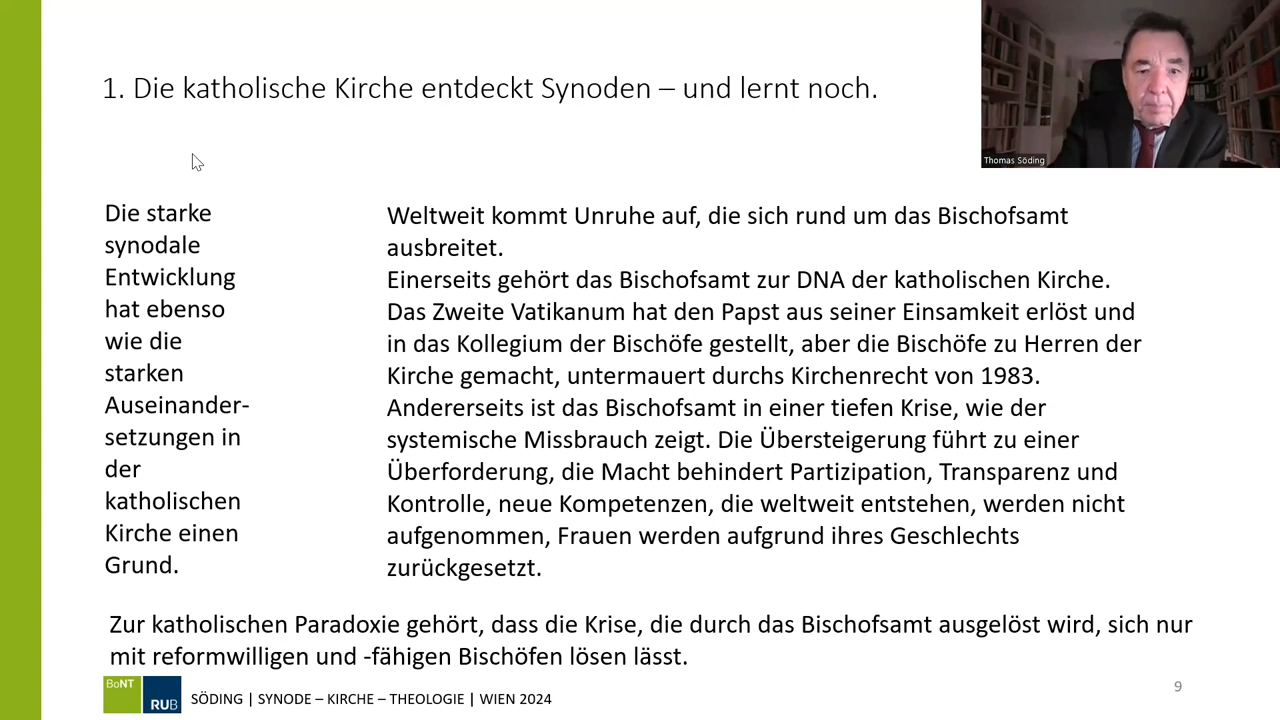 1. Die katholische Kirche entdeckt Synoden – und lernt noch.
Thomas Söding
Die starke
synodale
Entwicklung
hat ebenso
wie die
starken
Auseinander-
setzungen in
der
katholischen
Kirche einen
Grund.
Weltweit kommt Unruhe auf, die sich rund um das Bischofsamt
ausbreitet.
Einerseits gehört das Bischofsamt zur DNA der katholischen Kirche.
Das Zweite Vatikanum hat den Papst aus seiner Einsamkeit erlöst und
in das Kollegium der Bischöfe gestellt, aber die Bischöfe zu Herren der
Kirche gemacht, untermauert durchs Kirchenrecht von 1983.
Andererseits ist das Bischofsamt in einer tiefen Krise, wie der
systemische Missbrauch zeigt. Die Übersteigerung führt zu einer
Überforderung, die Macht behindert Partizipation, Transparenz und
Kontrolle, neue Kompetenzen, die weltweit entstehen, werden nicht
aufgenommen, Frauen werden aufgrund ihres Geschlechts
zurückgesetzt.
Zur katholischen Paradoxie gehört, dass die Krise, die durch das Bischofsamt ausgelöst wird, sich nur
mit reformwilligen und -fähigen Bischöfen lösen lässt.
BoNT
RUB
SÖDING | SYNODE – KIRCHE – THEOLOGIE | WIEN 2024
9